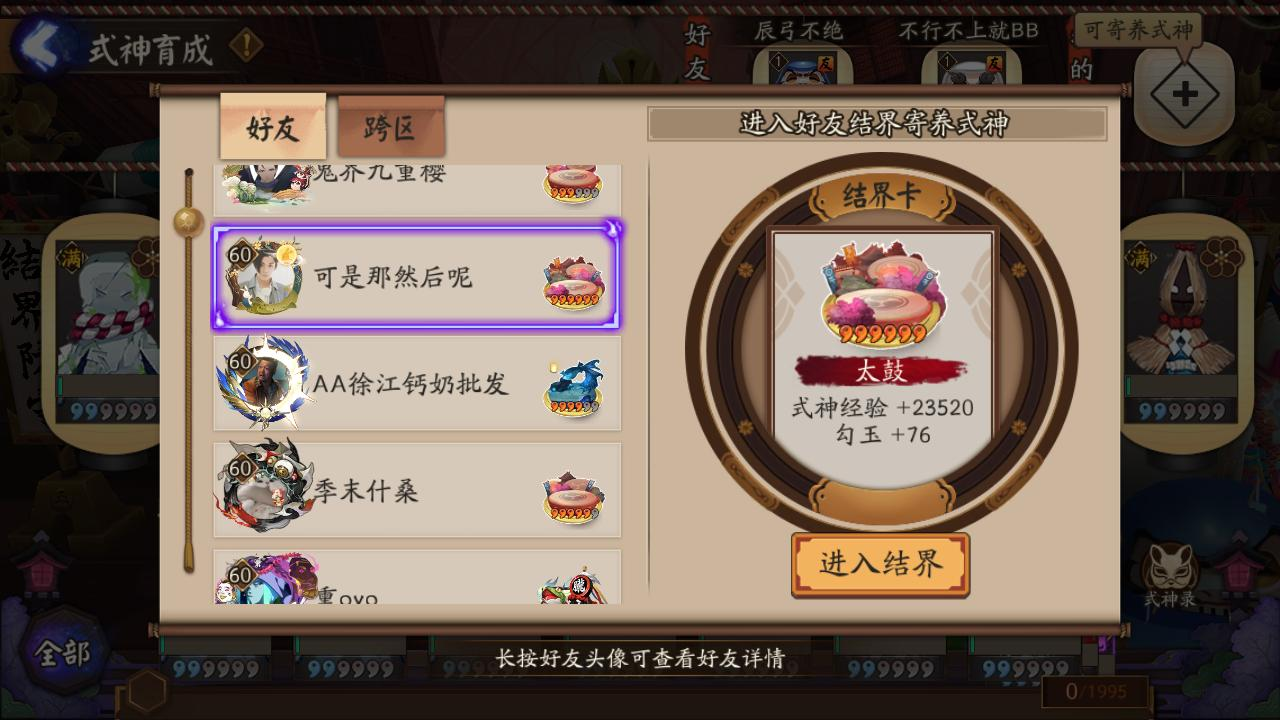 式神育成
好友
辰弓不绝
不行不上就BB
的
可寄养式神
好友
跨区
进入好友结界寄养式神
鬼界九重樱
60
可是那然后呢
60
AA徐江钙奶批发
60
季末什桑
60
重oyo
结界卡
太鼓
式神经验 +23520
勾玉 +76
进入结界
满
满
式神录
全部
长按好友头像可查看好友详情
0/1995